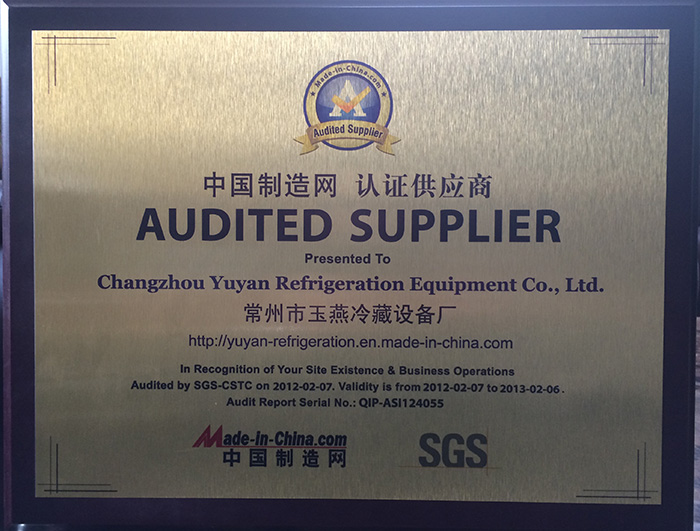 Made-in-China.com
Audited Supplier
中国制造网 认证供应商
AUDITED SUPPLIER
Presented To
Changzhou Yuyan Refrigeration Equipment Co., Ltd.
常州市玉燕冷藏设备厂
http://yuyan-refrigeration.en.made-in-china.com
In Recognition of Your Site Existence & Business Operations
Audited by SGS-CSTC on 2012-02-07. Validity is from 2012-02-07 to 2013-02-06.
Audit Report Serial No.: QIP-ASI124055
Made-in-China.com
中国制造网
SGS